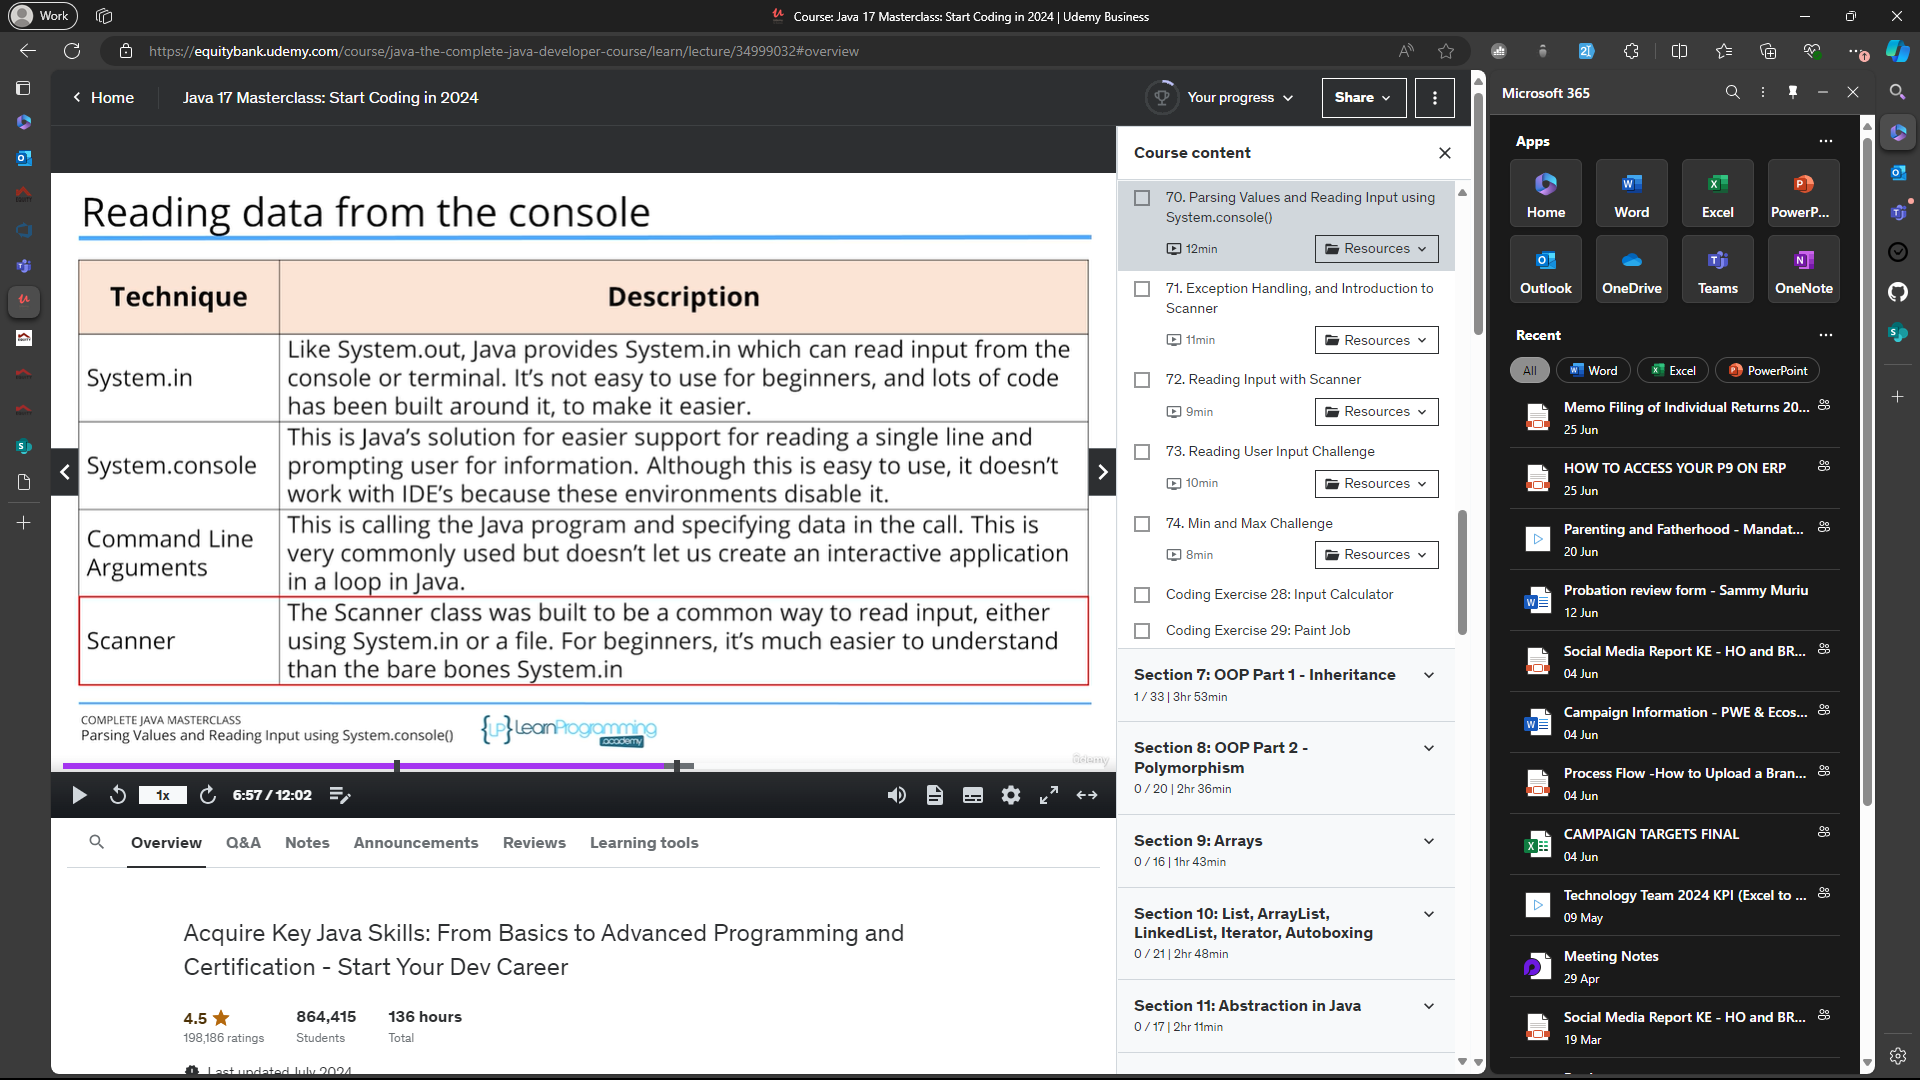 Work
Course: Java 17 Masterclass: Start Coding in 2024 | Udemy Business
https://equitybank.udemy.com/course/java-the-complete-java-developer-course/learn/lecture/34999032#overview
Home
Java 17 Masterclass: Start Coding in 2024
Your progress
Share
Reading data from the console
Technique
Description
System.in
Like System.out, Java provides System.in which can read input from the
console or terminal. It's not easy to use for beginners, and lots of code
has been built around it, to make it easier.
System.console
This is Java's solution for easier support for reading a single line and
prompting user for information. Although this is easy to use, it doesn't
work with IDE's because these environments disable it.
Command Line
Arguments
This is calling the Java program and specifying data in the call. This is
very commonly used but doesn't let us create an interactive application
in a loop in Java.
Scanner
The Scanner class was built to be a common way to read input, either
using System.in or a file. For beginners, it's much easier to understand
than the bare bones System.in
COMPLETE JAVA MASTERCLASS
Parsing Values and Reading Input using System.console()
{LP} LearnProgramming
.academy
ûdemy
1x
6:57 / 12:02
Overview
Q&A
Notes
Announcements
Reviews
Learning tools
Acquire Key Java Skills: From Basics to Advanced Programming and
Certification - Start Your Dev Career
4.5
198,186 ratings
864,415
Students
136 hours
Total
Last updated July 2024
Course content
70. Parsing Values and Reading Input using
System.console()
12min
Resources
71. Exception Handling, and Introduction to
Scanner
11min
Resources
72. Reading Input with Scanner
9min
Resources
73. Reading User Input Challenge
10min
Resources
74. Min and Max Challenge
8min
Resources
Coding Exercise 28: Input Calculator
Coding Exercise 29: Paint Job
Section 7: OOP Part 1 - Inheritance
1 / 33 | 3hr 53min
Section 8: OOP Part 2 -
Polymorphism
0 / 20 | 2hr 36min
Section 9: Arrays
0 / 16 | 1hr 43min
Section 10: List, ArrayList,
LinkedList, Iterator, Autoboxing
0 / 21 | 2hr 48min
Section 11: Abstraction in Java
0 / 17 | 2hr 11min
Microsoft 365
Apps
Home
Word
Excel
PowerP...
Outlook
OneDrive
Teams
OneNote
Recent
All
Word
Excel
PowerPoint
Memo Filing of Individual Returns 20...
25 Jun
HOW TO ACCESS YOUR P9 ON ERP
25 Jun
Parenting and Fatherhood - Mandat...
20 Jun
Probation review form - Sammy Muriu
12 Jun
Social Media Report KE - HO and BR...
04 Jun
Campaign Information - PWE & Ecos...
04 Jun
Process Flow -How to Upload a Bran...
04 Jun
CAMPAIGN TARGETS FINAL
04 Jun
Technology Team 2024 KPI (Excel to ...
09 May
Meeting Notes
29 Apr
Social Media Report KE - HO and BR...
19 Mar